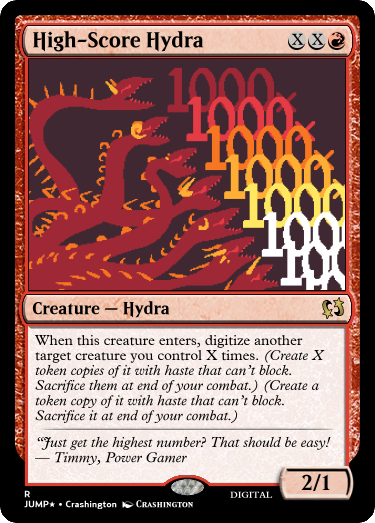 High-Score Hydra XXR
1000
1000
1000
1000
1000
100
100
Creature — Hydra
When this creature enters, digitize another
target creature you control X times. (Create X
token copies of it with haste that can't block.
Sacrifice them at end of your combat.) (Create a
token copy of it with haste that can't block.
Sacrifice it at end of your combat.)
“Just get the highest number? That should be easy!
— Timmy, Power Gamer
2/1
R
JUMP★ • Crashington CRASHINGTON
DIGITAL